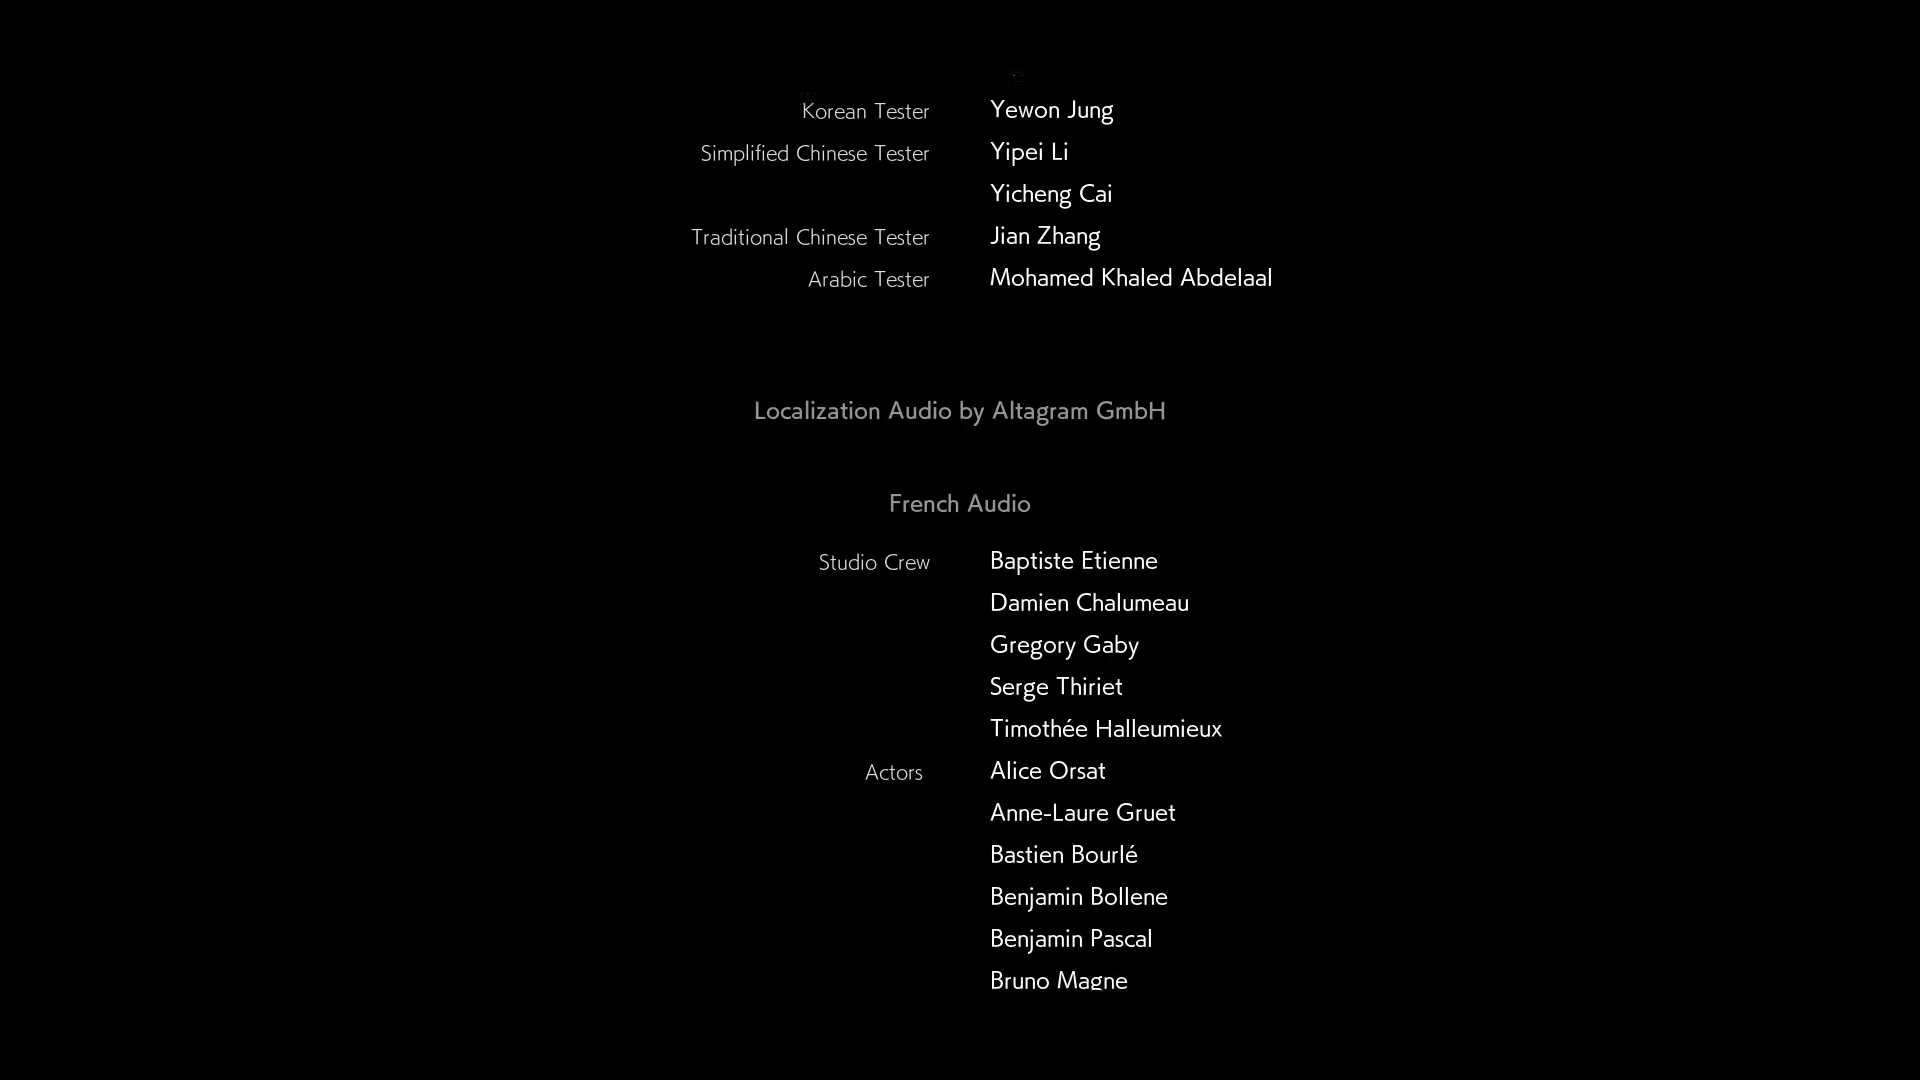 Korean Tester Yewon Jung
Simplified Chinese Tester Yipei Li
Yicheng Cai
Traditional Chinese Tester Jian Zhang
Arabic Tester Mohamed Khaled Abdelaal
Localization Audio by Altagram GmbH
French Audio
Studio Crew Baptiste Etienne
Damien Chalumeau
Gregory Gaby
Serge Thiriet
Timothée Halleumieux
Actors Alice Orsat
Anne-Laure Gruet
Bastien Bourlé
Benjamin Bollene
Benjamin Pascal
Bruno Magne